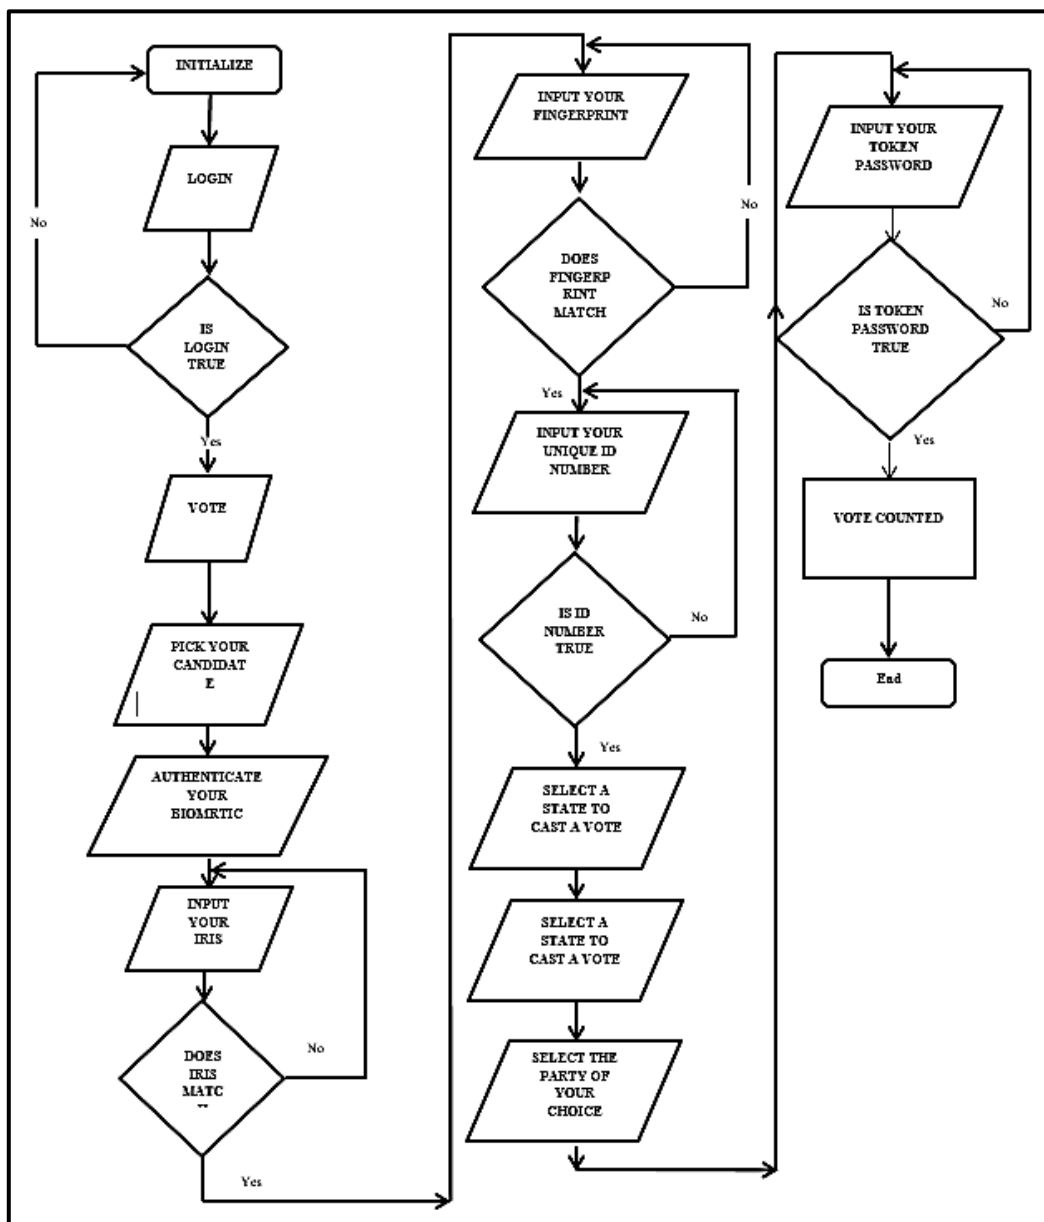 INITIALIZE
LOGIN
No
IS
LOGIN
TRUE
Yes
VOTE
PICK YOUR
CANDIDAT
E
AUTHENTICATE
YOUR
BIOMRTIC
INPUT
YOUR
IRIS
No
DOES
IRIS
MATC
Yes
INPUT YOUR
FINGERPRINT
No
DOES
FINGERP
RINT
MATCH
Yes
INPUT YOUR
UNIQUE ID
NUMBER
IS ID
NUMBER
TRUE
No
Yes
SELECT A
STATE TO
CAST A VOTE
SELECT A
STATE TO
CAST A VOTE
SELECT THE
PARTY OF
YOUR
CHOICE
INPUT YOUR
TOKEN
PASSWORD
No
IS TOKEN
PASSWORD
TRUE
Yes
VOTE COUNTED
End